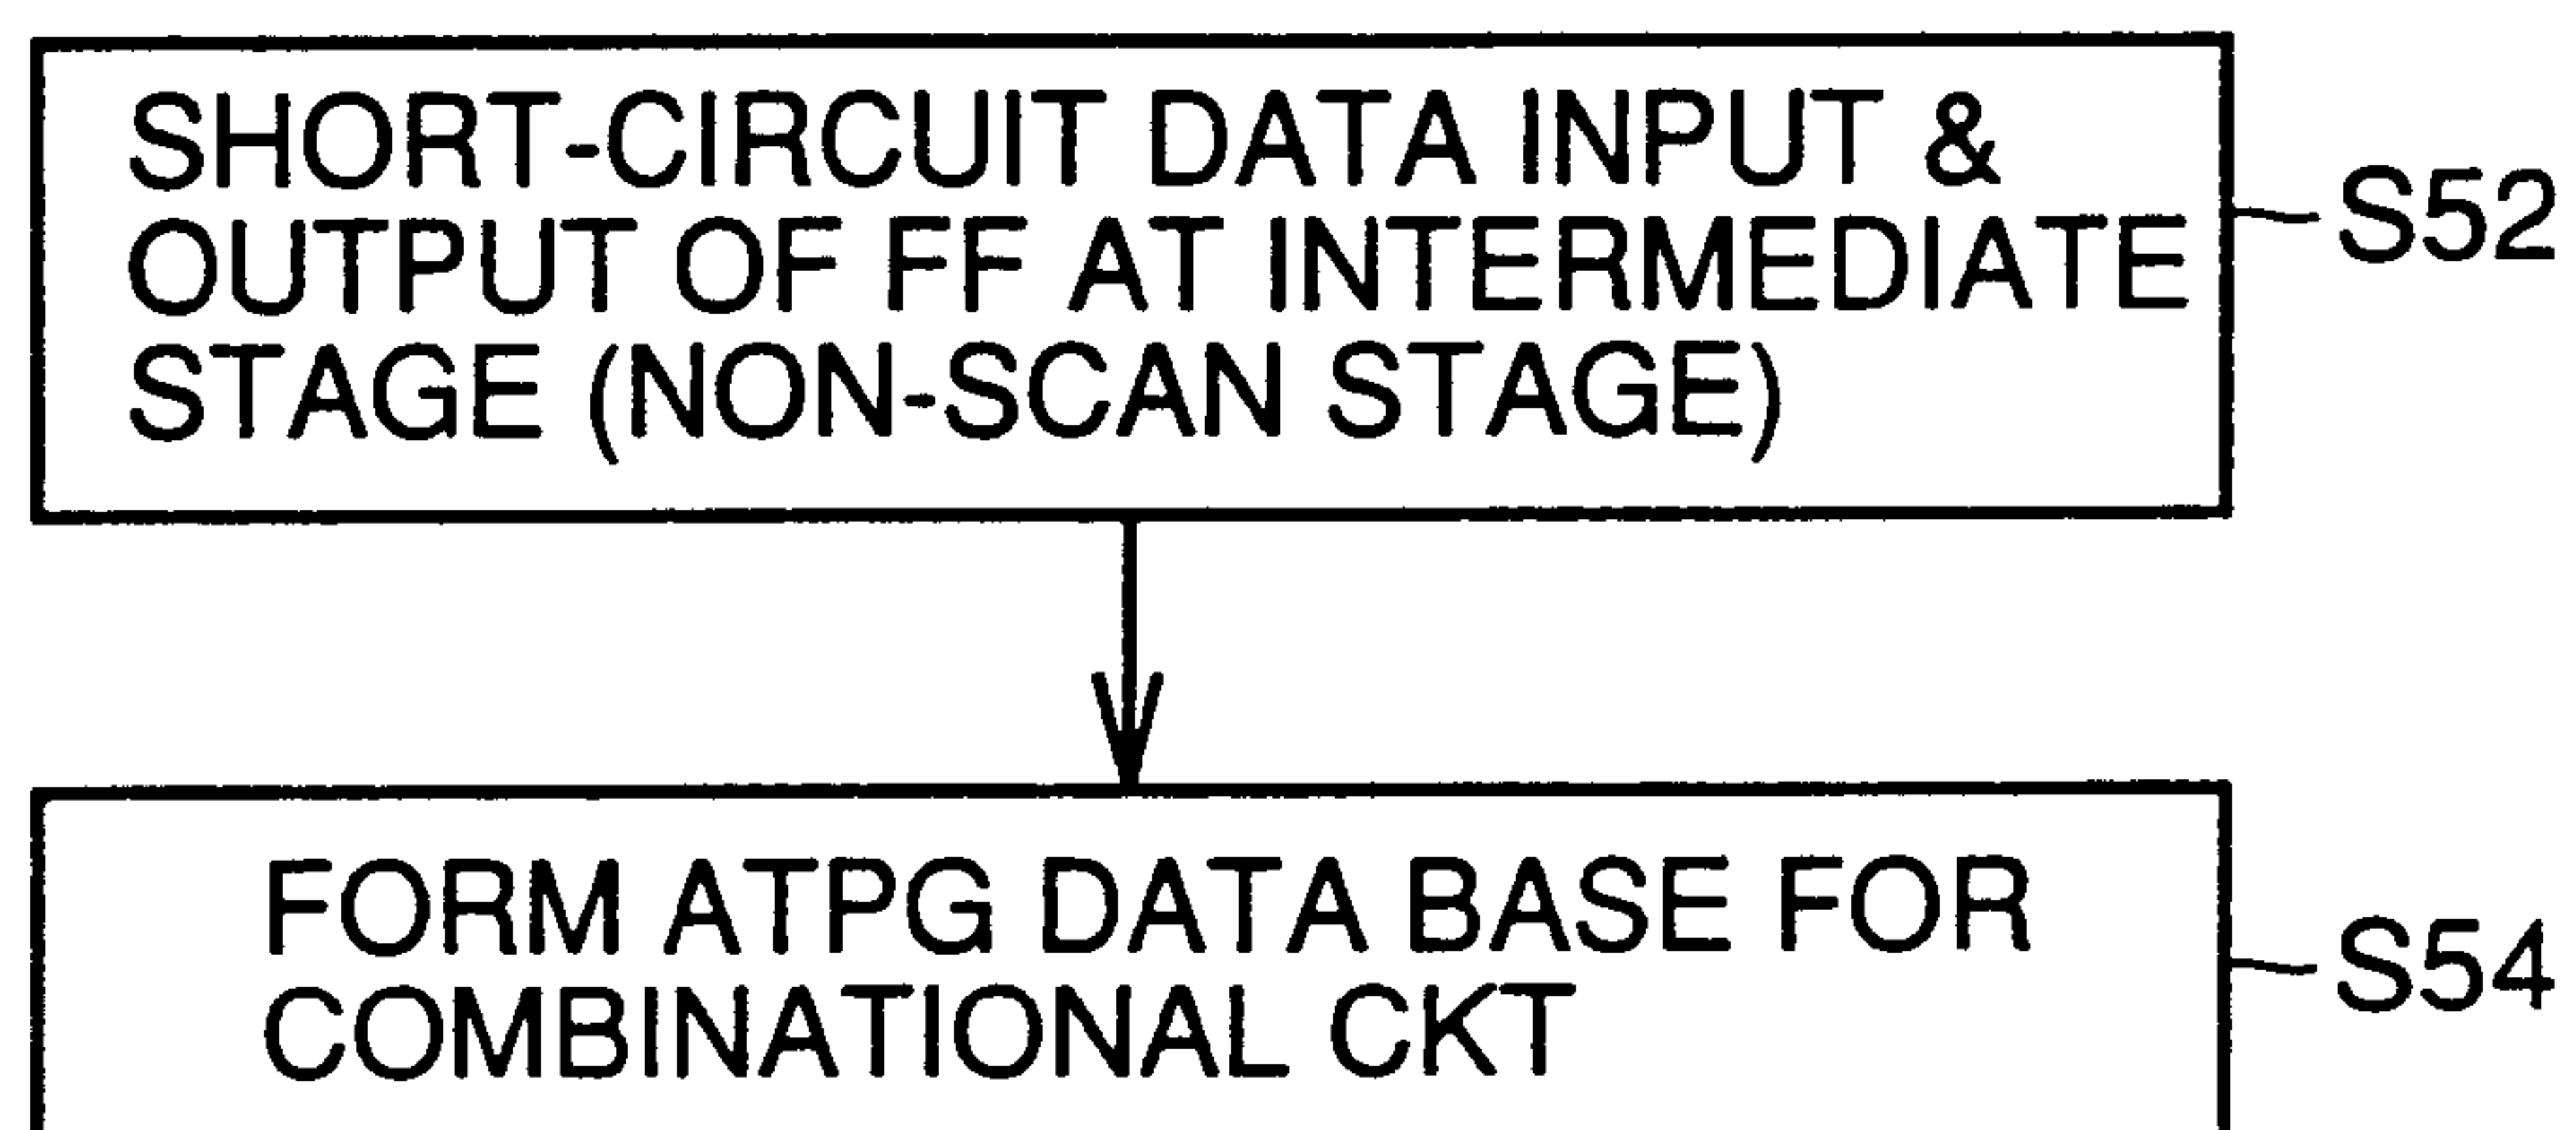 SHORT-CIRCUIT DATA INPUT &
OUTPUT OF FF AT INTERMEDIATE
STAGE (NON-SCAN STAGE)
S52
FORM ATPG DATA BASE FOR
COMBINATIONAL CKT
S54